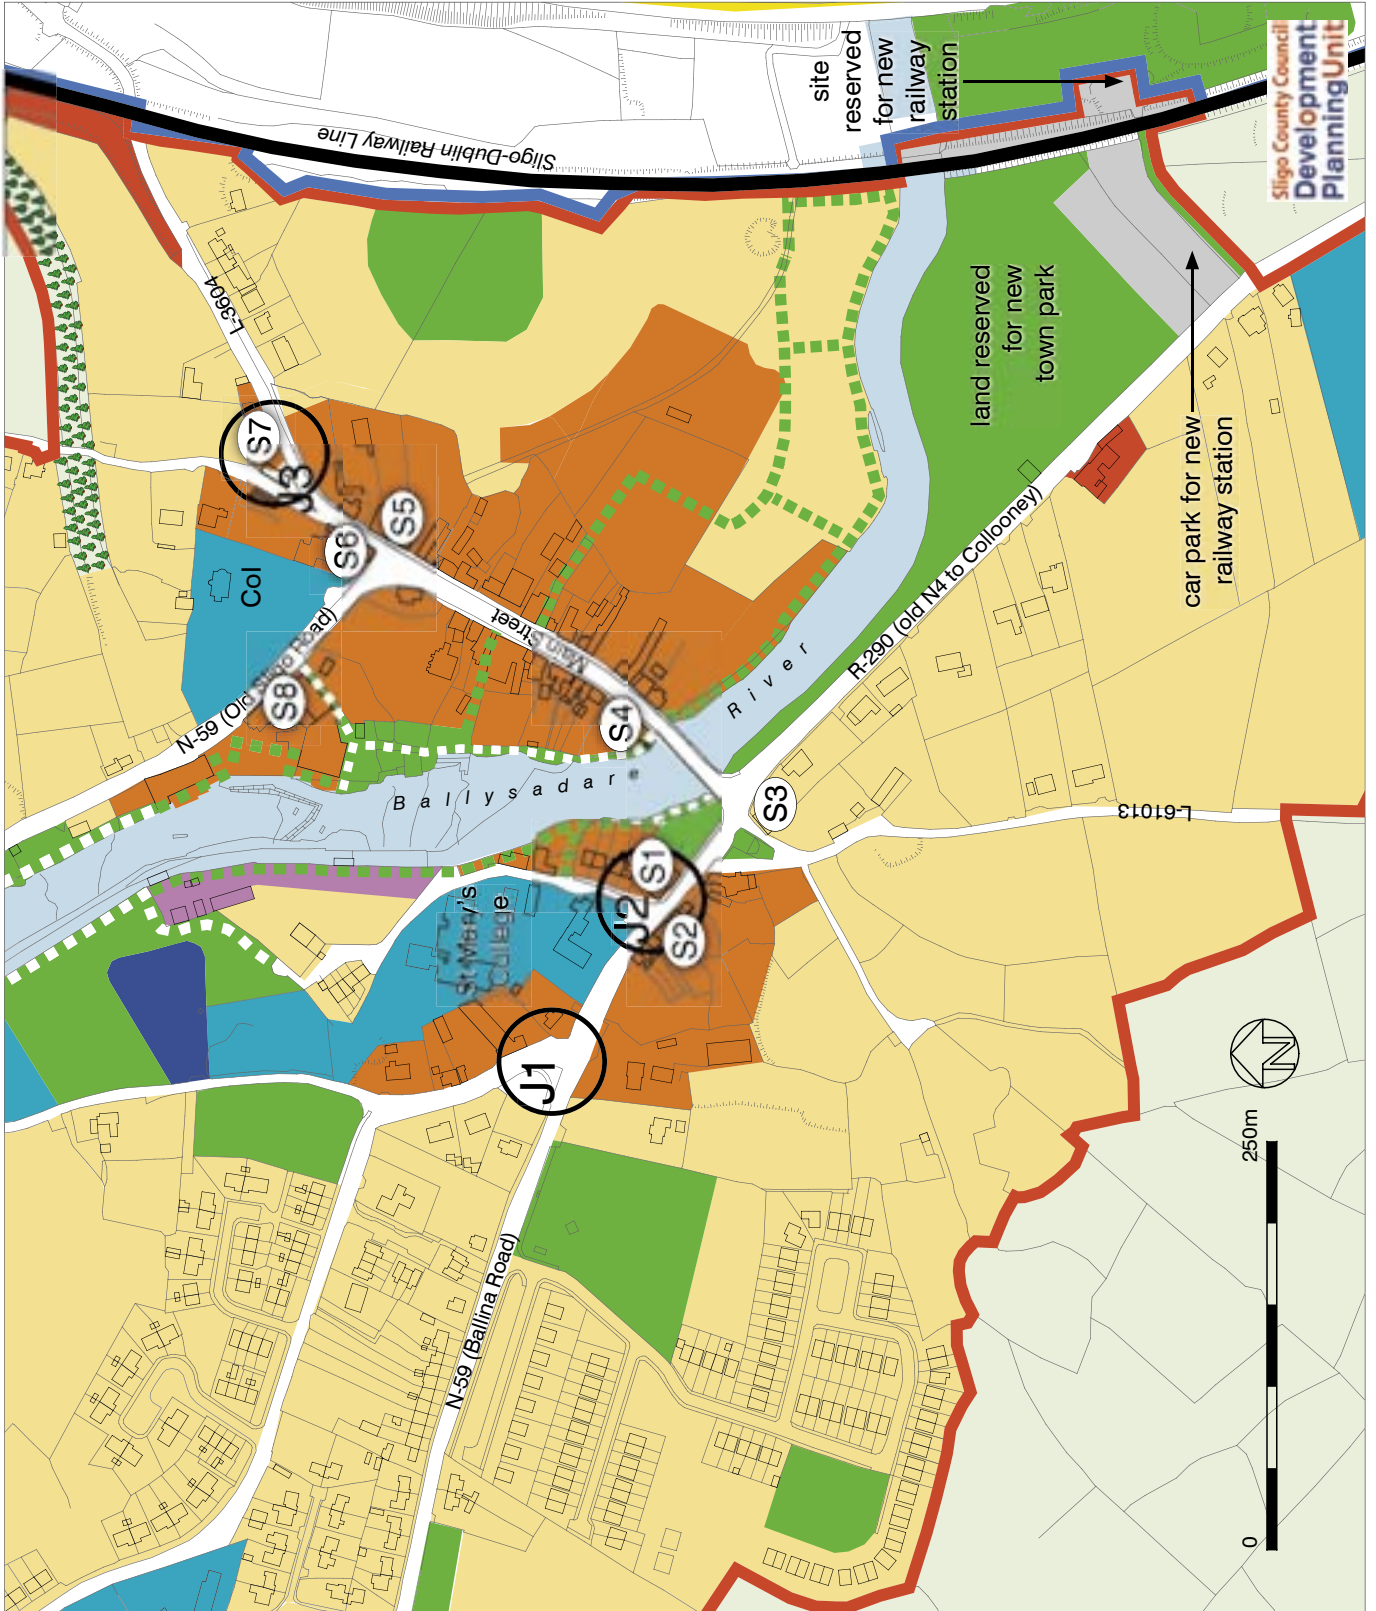 Sligo-Dublin Railway Line
site
reserved
for new
railway
station
Sligo County Council
Development
PlanningUnit
L-3604
S7
J3
S6
S5
Col
N-59 (Old Sligo Road)
S8
Main Street
S4
land reserved
for new
town park
car park for new
railway station
R-290 (old N4 to Collooney)
Ballysadare
River
S3
L-61013
S1
J2
S2
St Mary's
College
J1
N-59 (Ballina Road)
N
0
250m